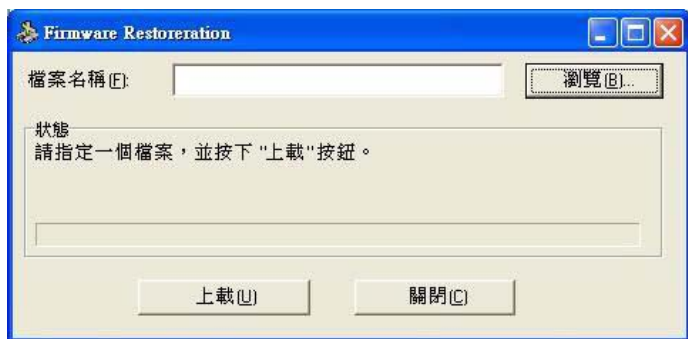 Firmware Restoreration
檔案名稱(F):
瀏覽(B)...
狀態
請指定一個檔案，並按下 "上載"按鈕。
上載(U)
關閉(C)